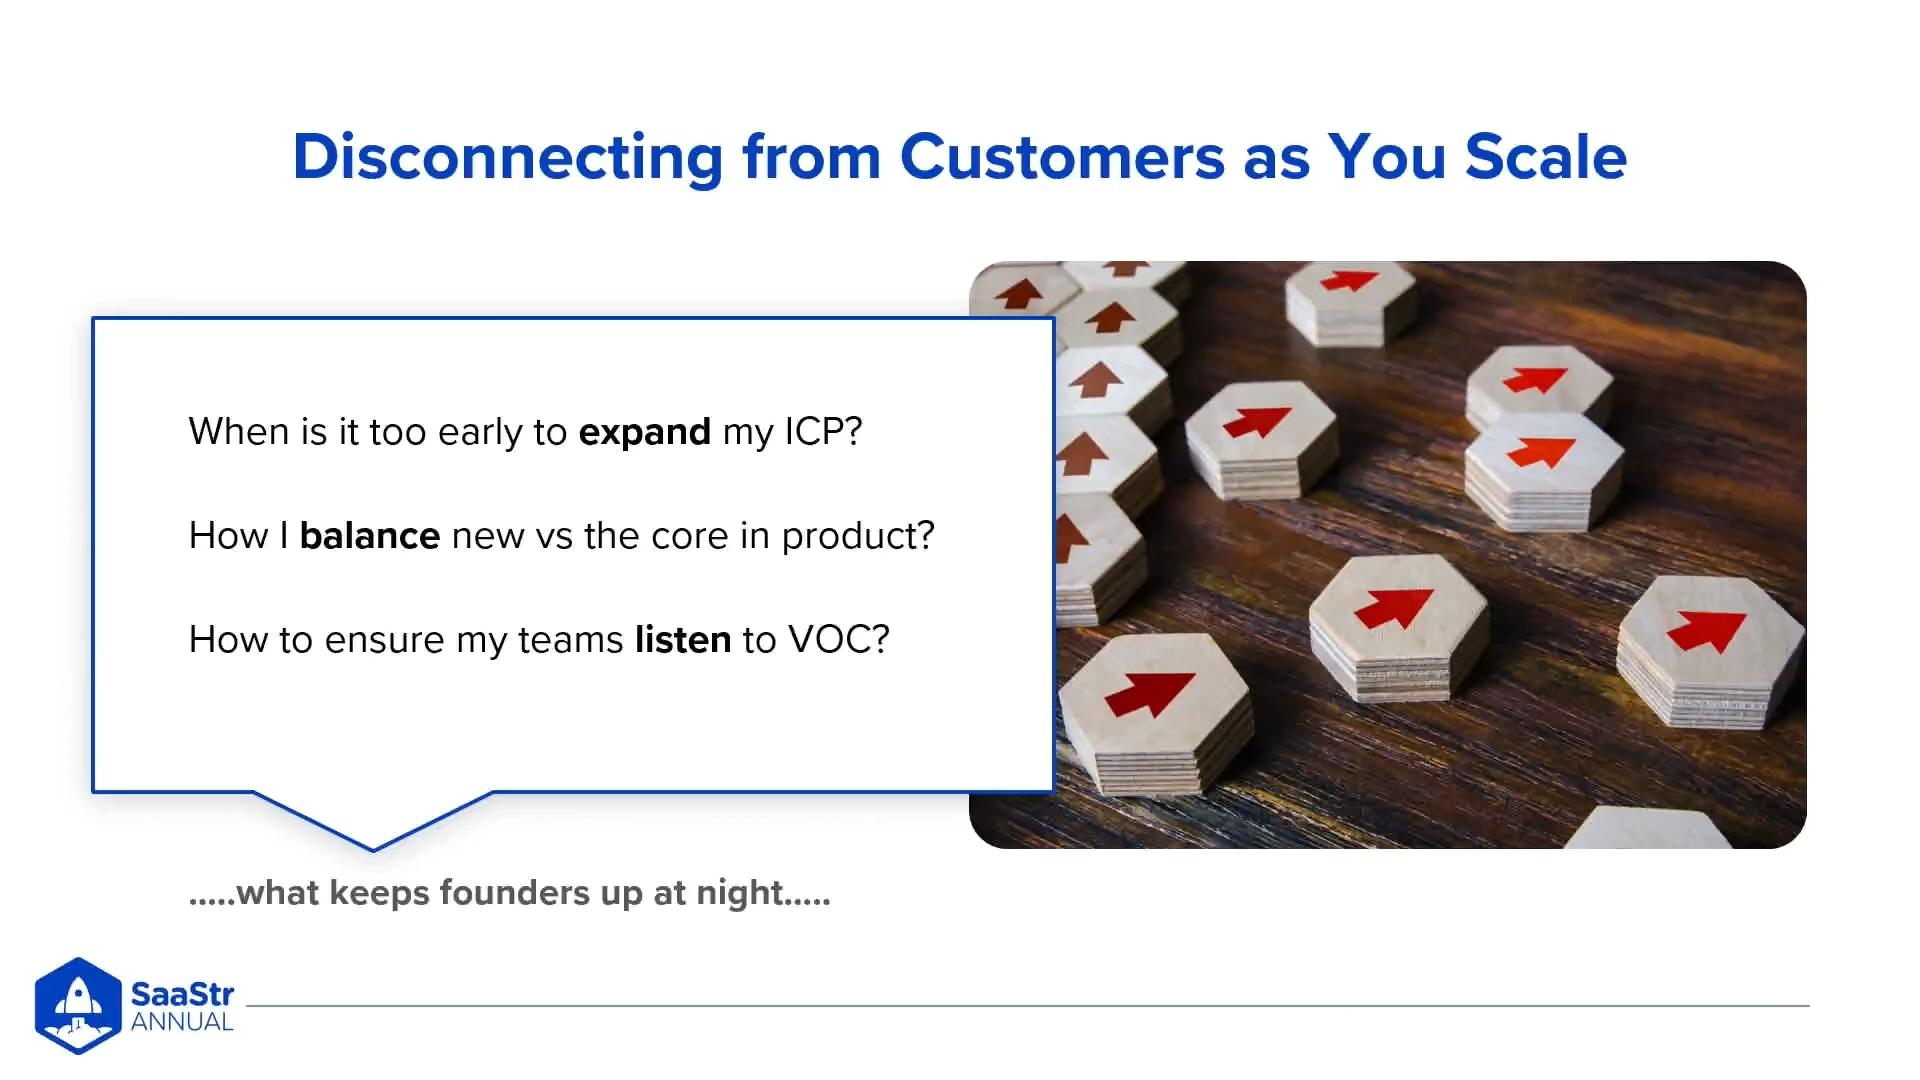 Disconnecting from Customers as You Scale
When is it too early to expand my ICP?
How I balance new vs the core in product?
How to ensure my teams listen to VOC?
.....what keeps founders up at night.....
SaaStr
ANNUAL